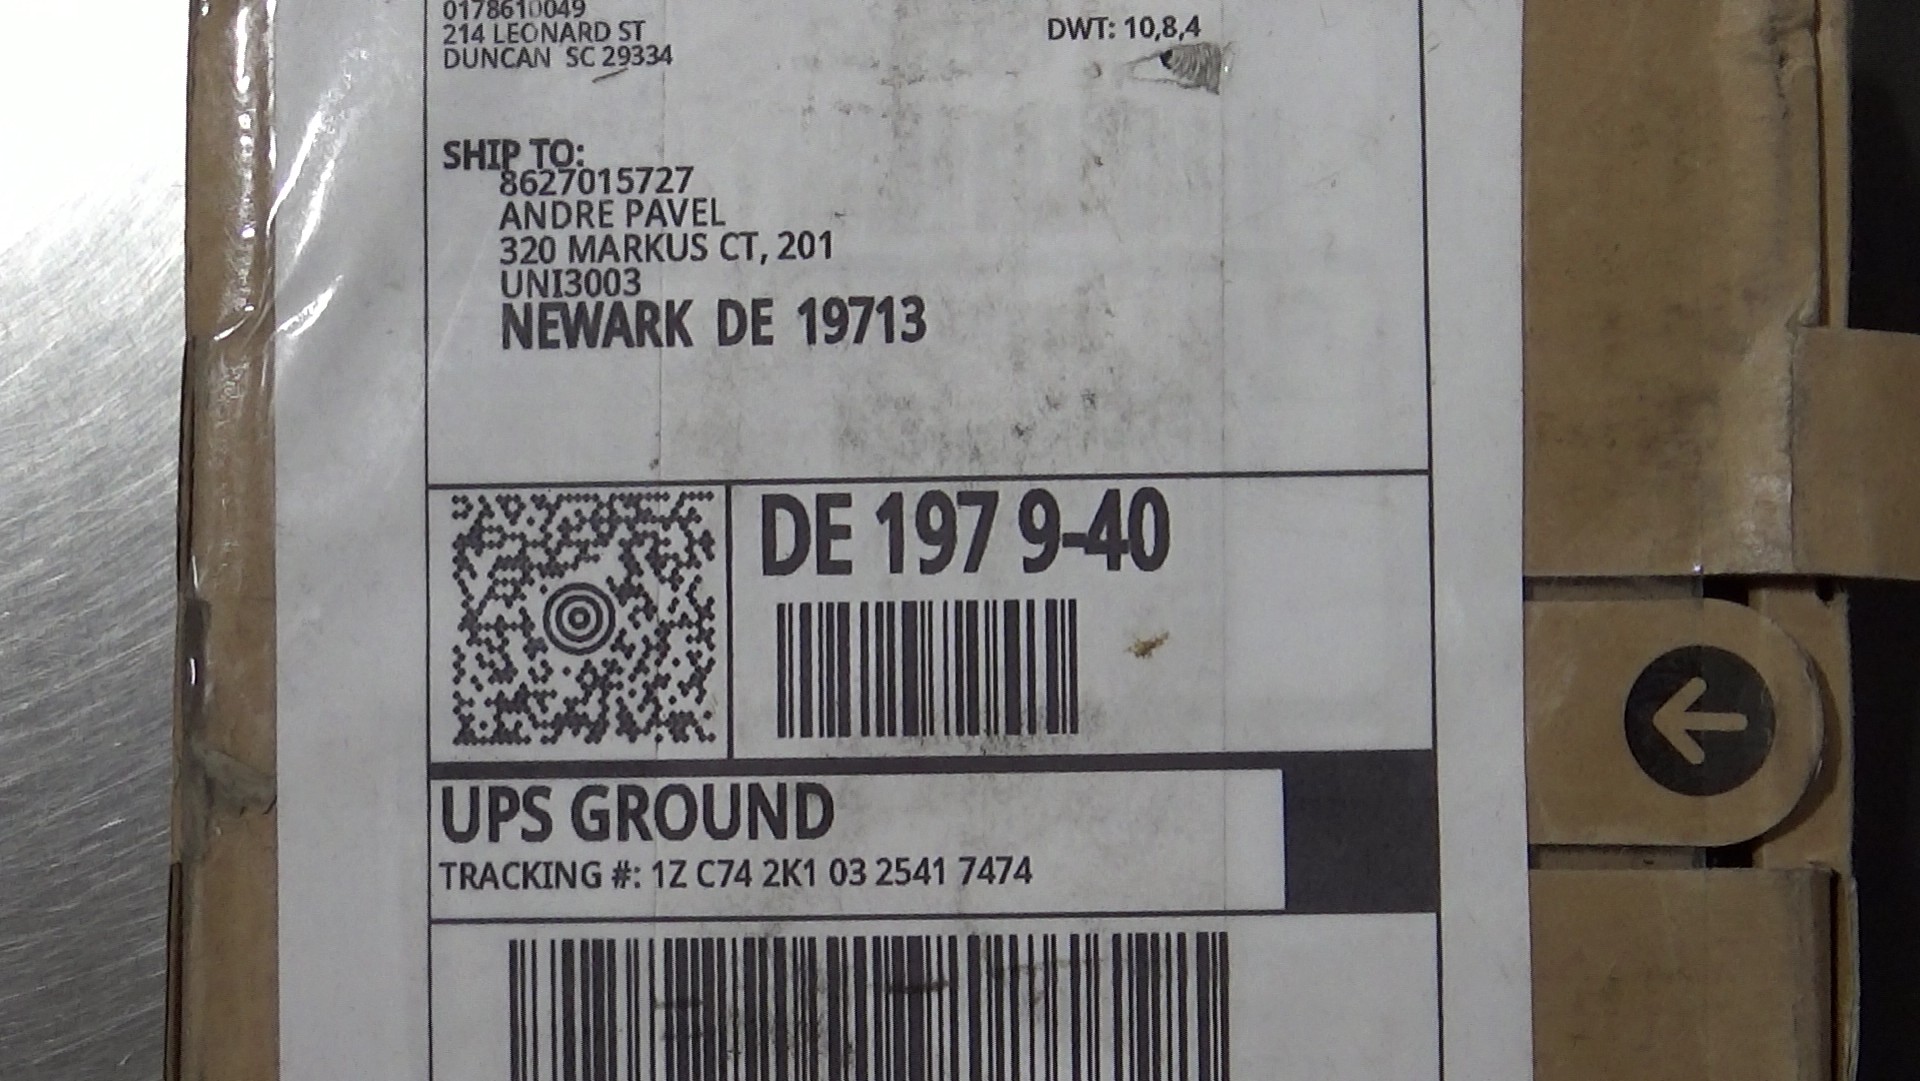 0178610049
214 LEONARD ST
DUNCAN SC 29334
DWT: 10,8,4
SHIP TO:
8627015727
ANDRE PAVEL
320 MARKUS CT, 201
UNI3003
NEWARK DE 19713
DE 197 9-40
UPS GROUND
TRACKING #: 1Z C74 2K1 03 2541 7474